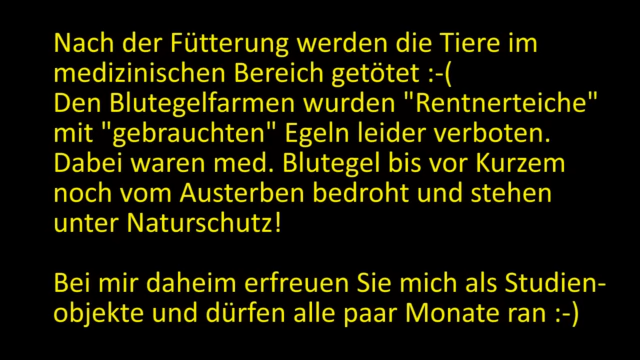 Nach der Fütterung werden die Tiere im
medizinischen Bereich getötet :-(
Den Blutegelfarmen wurden "Rentnerteiche"
mit "gebrauchten" Egeln leider verboten.
Dabei waren med. Blutegel bis vor Kurzem
noch vom Austerben bedroht und stehen
unter Naturschutz!
Bei mir daheim erfreuen Sie mich als Studien-
objekte und dürfen alle paar Monate ran :-)